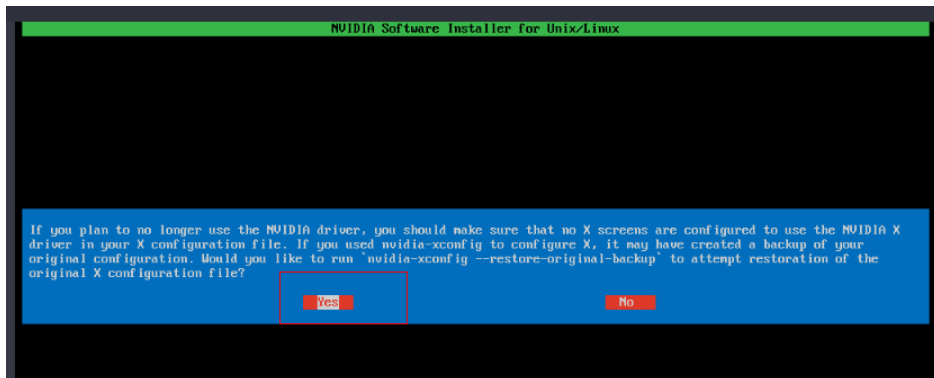 NVIDIA Software Installer for Unix/Linux
If you plan to no longer use the NVIDIA driver, you should make sure that no X screens are configured to use the NVIDIA X
driver in your X configuration file. If you used nvidia-xconfig to configure X, it may have created a backup of your
original configuration. Would you like to run `nvidia-xconfig --restore-original-backup` to attempt restoration of the
original X configuration file?
Yes No